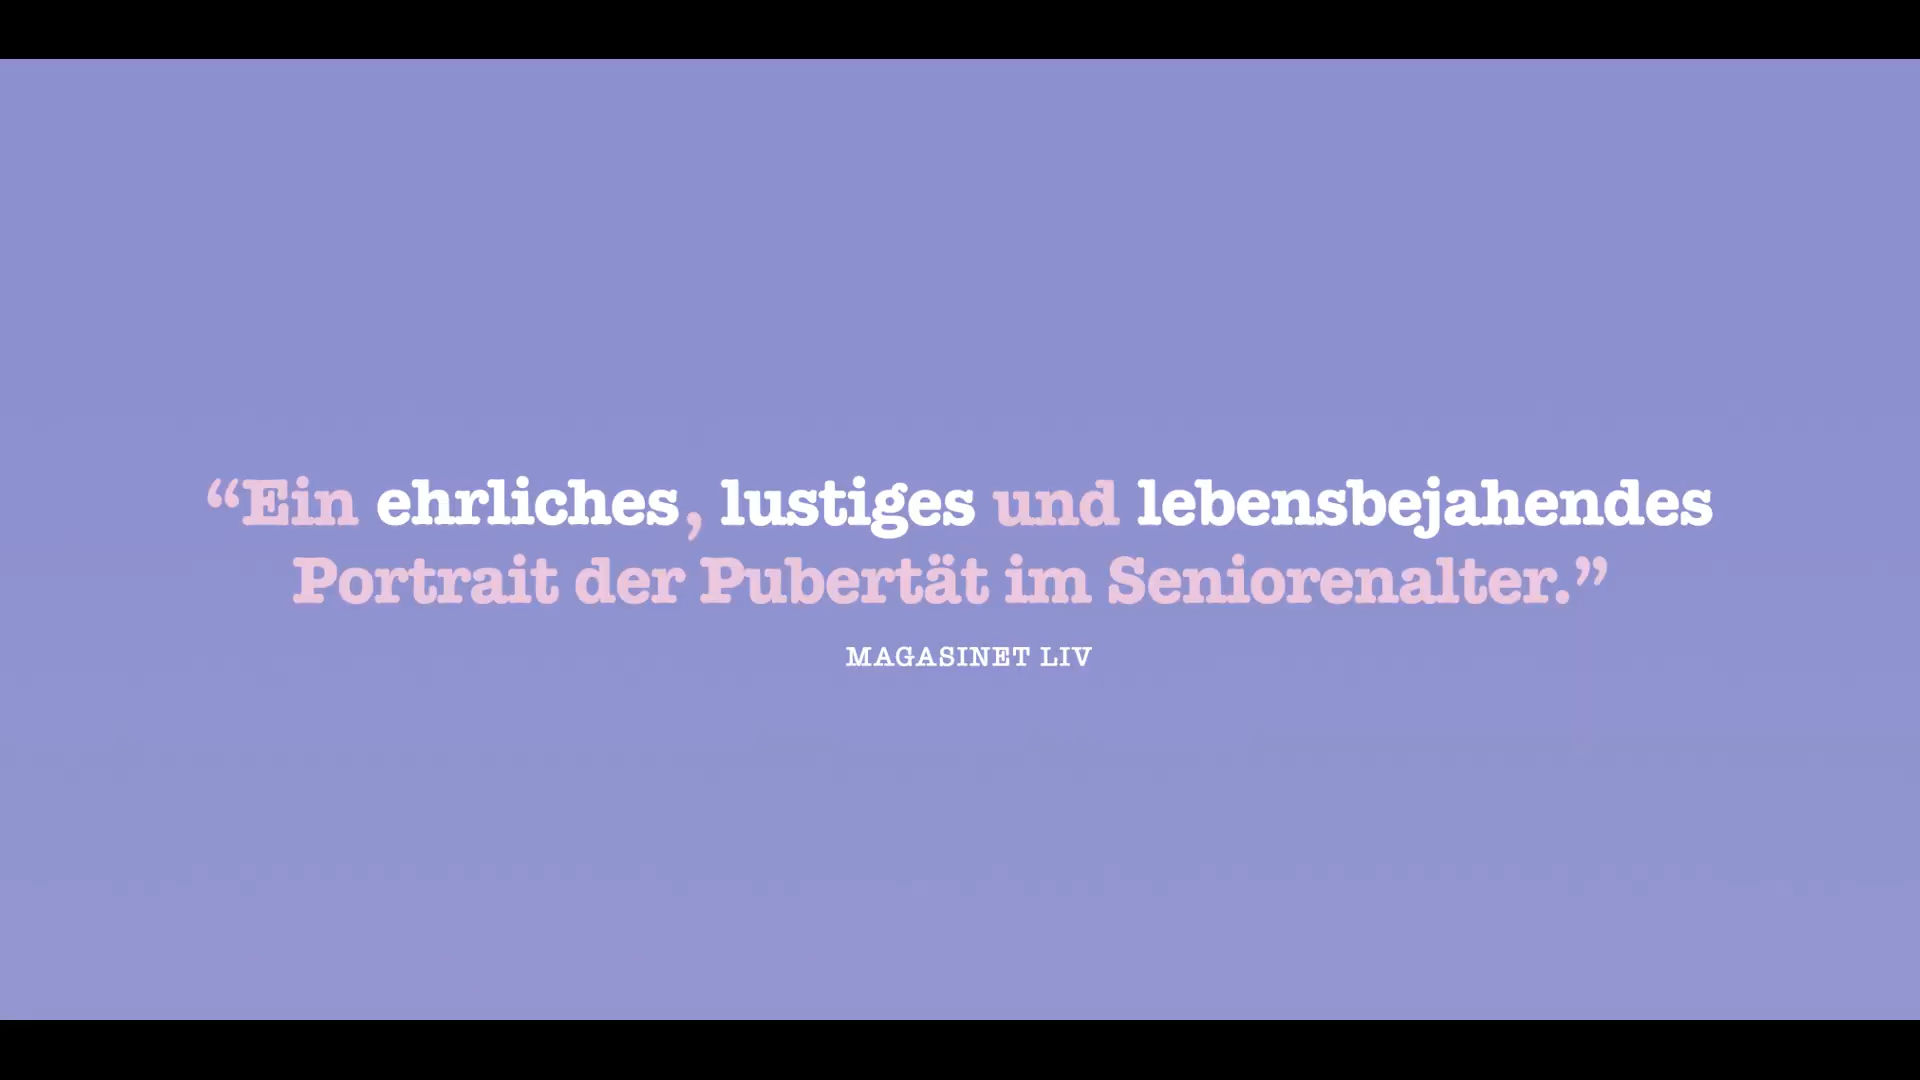 “Ein ehrliches, lustiges und lebensbejahendes
Portrait der Pubertät im Seniorenalter.”
MAGASINET LIV